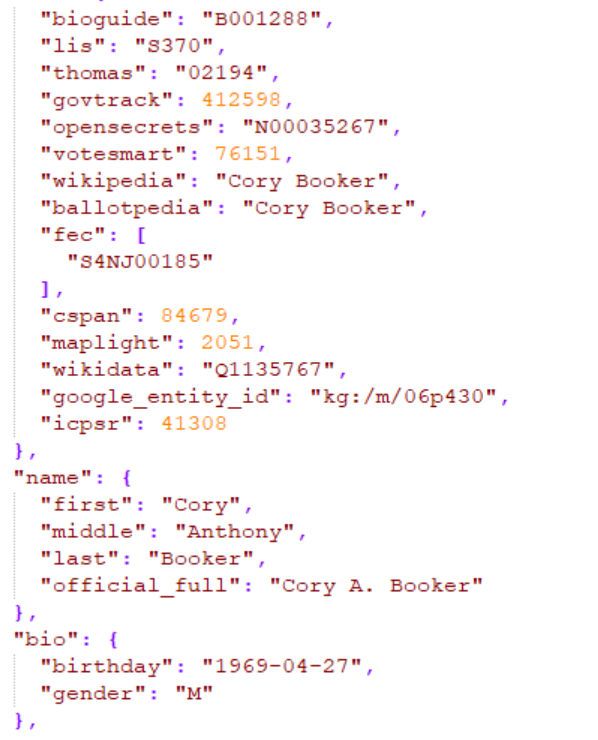 "bioguide": "B001288",
"lis": "S370",
"thomas": "02194",
"govtrack": 412598,
"opensecrets": "N00035267",
"votesmart": 76151,
"wikipedia": "Cory Booker",
"ballotpedia": "Cory Booker",
"fec": [
"S4NJ00185"
],
"cspan": 84679,
"maplight": 2051,
"wikidata": "Q1135767",
"google_entity_id": "kg:/m/06p430",
"icpsr": 41308
},
"name": {
"first": "Cory",
"middle": "Anthony",
"last": "Booker",
"official_full": "Cory A. Booker"
},
"bio": {
"birthday": "1969-04-27",
"gender": "M"
},